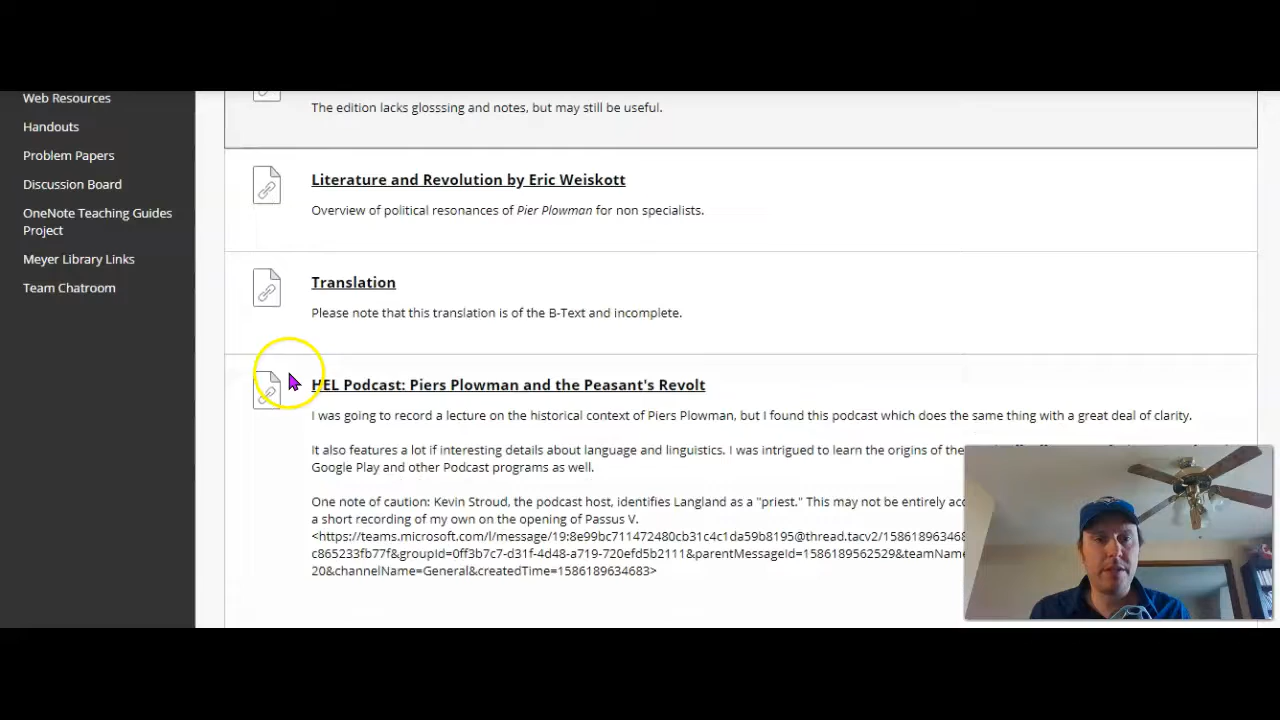 Web Resources
Handouts
Problem Papers
Discussion Board
OneNote Teaching Guides
Project
Meyer Library Links
Team Chatroom
The edition lacks glosssing and notes, but may still be useful.
Literature and Revolution by Eric Weiskott
Overview of political resonances of Pier Plowman for non specialists.
Translation
Please note that this translation is of the B-Text and incomplete.
HEL Podcast: Piers Plowman and the Peasant's Revolt
I was going to record a lecture on the historical context of Piers Plowman, but I found this podcast which does the same thing with a great deal of clarity.
It also features a lot if interesting details about language and linguistics. I was intrigued to learn the origins of the
Google Play and other Podcast programs as well.
One note of caution: Kevin Stroud, the podcast host, identifies Langland as a "priest." This may not be entirely
a short recording of my own on the opening of Passus V.
<https://teams.microsoft.com/l/message/19:8e99bc711472480cb31c4c1da59b8195@thread.tacv2/158618963468
c865233fb77f&groupId=0ff3b7c7-d31f-4d48-a719-720efd5b2111&parentMessageId=1586189562529&teamName
20&channelName=General&createdTime=1586189634683>